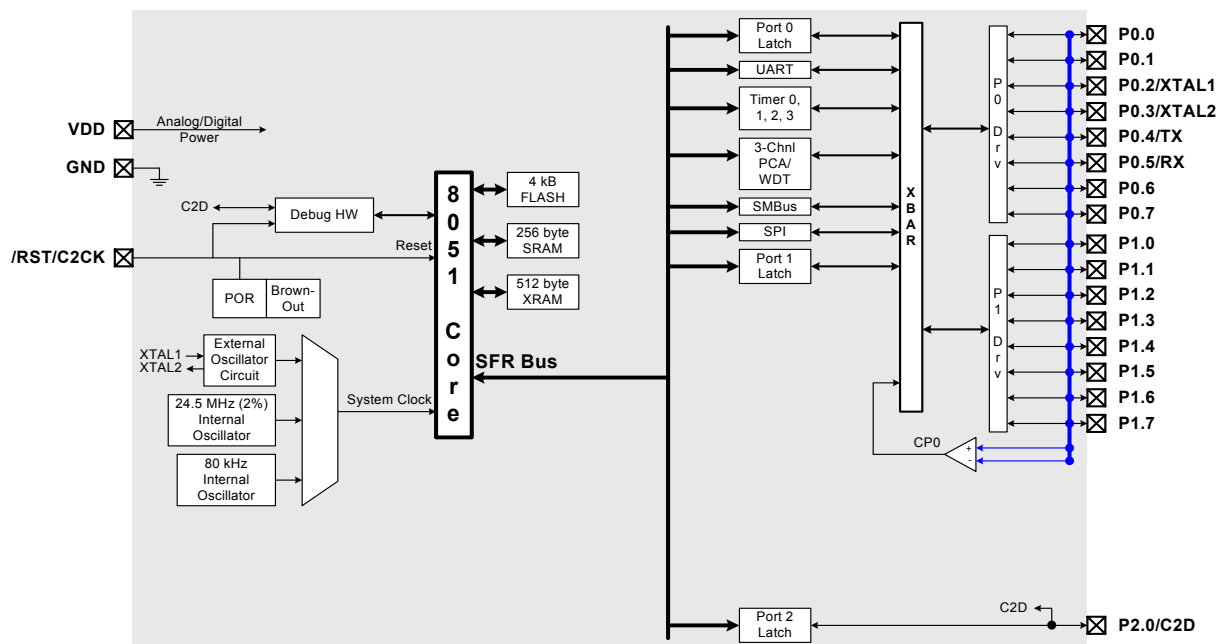 VDD
Analog/Digital
Power
GND
C2D
Debug HW
/RST/C2CK
Reset
POR
Brown-
Out
XTAL1
XTAL2
External
Oscillator
Circuit
24.5 MHz (2%)
Internal
Oscillator
80 kHz
Internal
Oscillator
System Clock
8
0
5
1
C
o
r
e
4 kB
FLASH
256 byte
SRAM
512 byte
XRAM
SFR Bus
Port 0
Latch
UART
Timer 0,
1, 2, 3
3-Chnl
PCA/
WDT
SMBus
SPI
Port 1
Latch
X
B
A
R
P
0
D
r
v
P
1
D
r
v
CP0
+
-
P0.0
P0.1
P0.2/XTAL1
P0.3/XTAL2
P0.4/TX
P0.5/RX
P0.6
P0.7
P1.0
P1.1
P1.2
P1.3
P1.4
P1.5
P1.6
P1.7
Port 2
Latch
C2D
P2.0/C2D